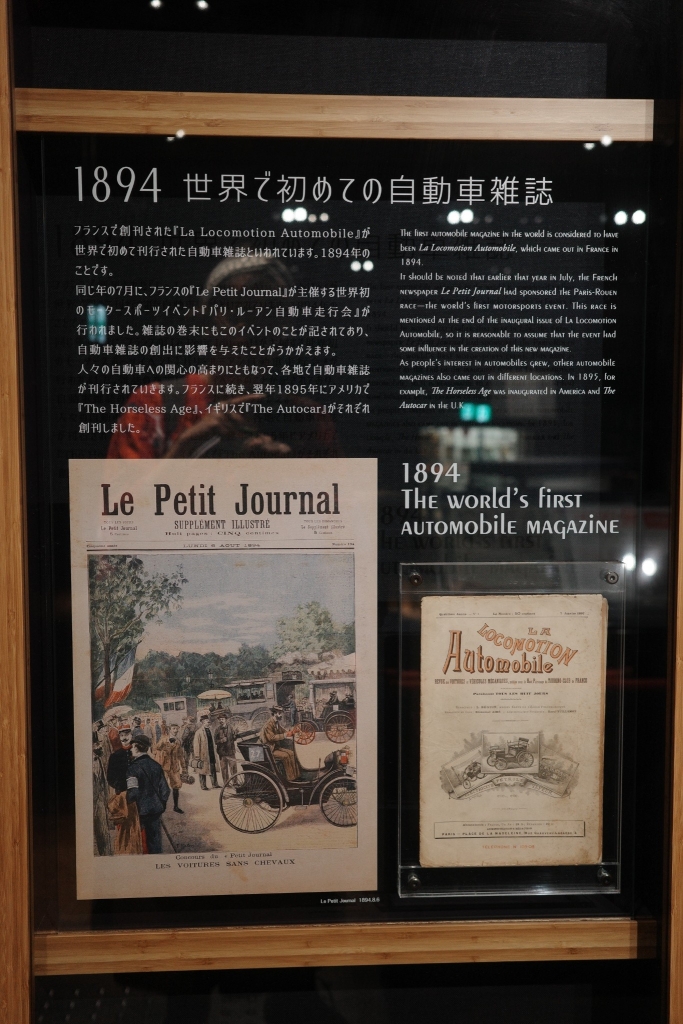 1894 世界で初めての自動車雑誌
フランスで創刊された『La Locomotion Automobile』が
世界で初めて刊行された自動車雑誌といわれています。1894年の
ことです。
同じ年の7月に、フランスの『Le Petit Journal』が主催する世界初
のモータースポーツイベント『パリ・ルーアン自動車走行会』が
行われました。雑誌の巻末にもこのイベントのことが記されており、
自動車雑誌の創出に影響を与えたことがうかがえます。
人々の自動車への関心の高まりにともなって、各地で自動車雑誌
が刊行されていきます。フランスに続き、翌年1895年にアメリカで
『The Horseless Age』、イギリスで『The Autocar』がそれぞれ
創刊しました。
The first automobile magazine in the world is considered to have
been La Locomotion Automobile, which came out in France in
1894.
It should be noted that earlier that year in July, the French
newspaper Le Petit Journal had sponsored the Paris-Rouen
race—the world's first motorsports event. This race is
mentioned at the end of the inaugural issue of La Locomotion
Automobile, so it is reasonable to assume that the event had
some influence in the creation of this new magazine.
As people's interest in automobiles grew, other automobile
magazines also came out in different locations. In 1895, for
example, The Horseless Age was inaugurated in America and The
Autocar in the U.K.
Le Petit Journal
SUPPLÉMENT ILLUSTRÉ
Huit pages: CINQ centimes
LUNDI 6 AOUT 1894
Concours du « Petit Journal
LES VOITURES SANS CHEVAUX
Le Petit Journal 1894.8.6
1894
The world's first
automobile magazine
LA
LOCOMOTION
Automobile
PARIS — PLACE DE LA MADELEINE